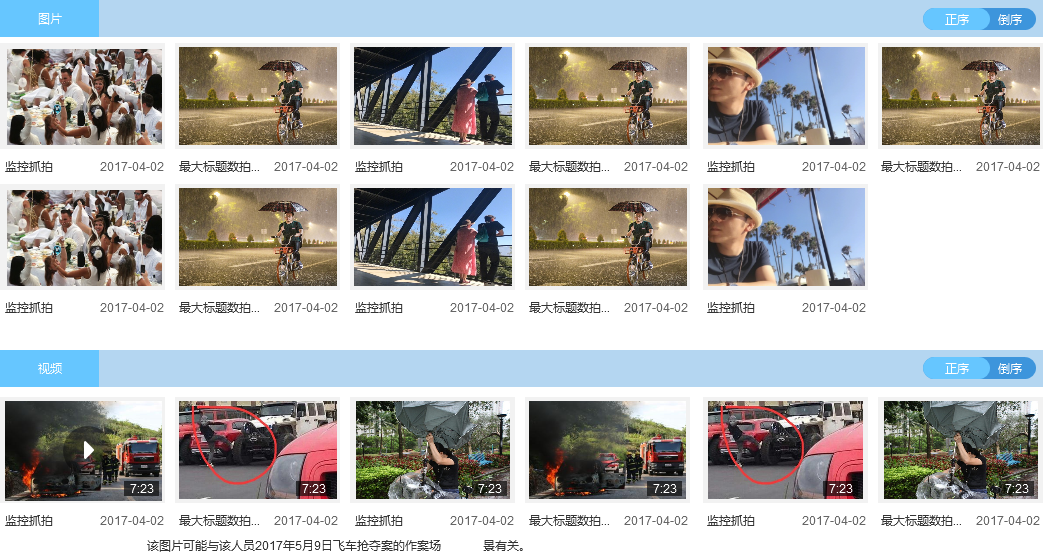 图片 正序 倒序
监控抓拍 2017-04-02 最大标题数拍... 2017-04-02 监控抓拍 2017-04-02 最大标题数拍... 2017-04-02 监控抓拍 2017-04-02 最大标题数拍... 2017-04-02
监控抓拍 2017-04-02 最大标题数拍... 2017-04-02 监控抓拍 2017-04-02 最大标题数拍... 2017-04-02 监控抓拍 2017-04-02
视频 正序 倒序
7:23 7:23 7:23 7:23 7:23 7:23
监控抓拍 2017-04-02 最大标题数拍... 2017-04-02 监控抓拍 2017-04-02 最大标题数拍... 2017-04-02 监控抓拍 2017-04-02 最大标题数拍... 2017-04-02
该图片可能与该人员2017年5月9日飞车抢夺案的作案场 景有关。